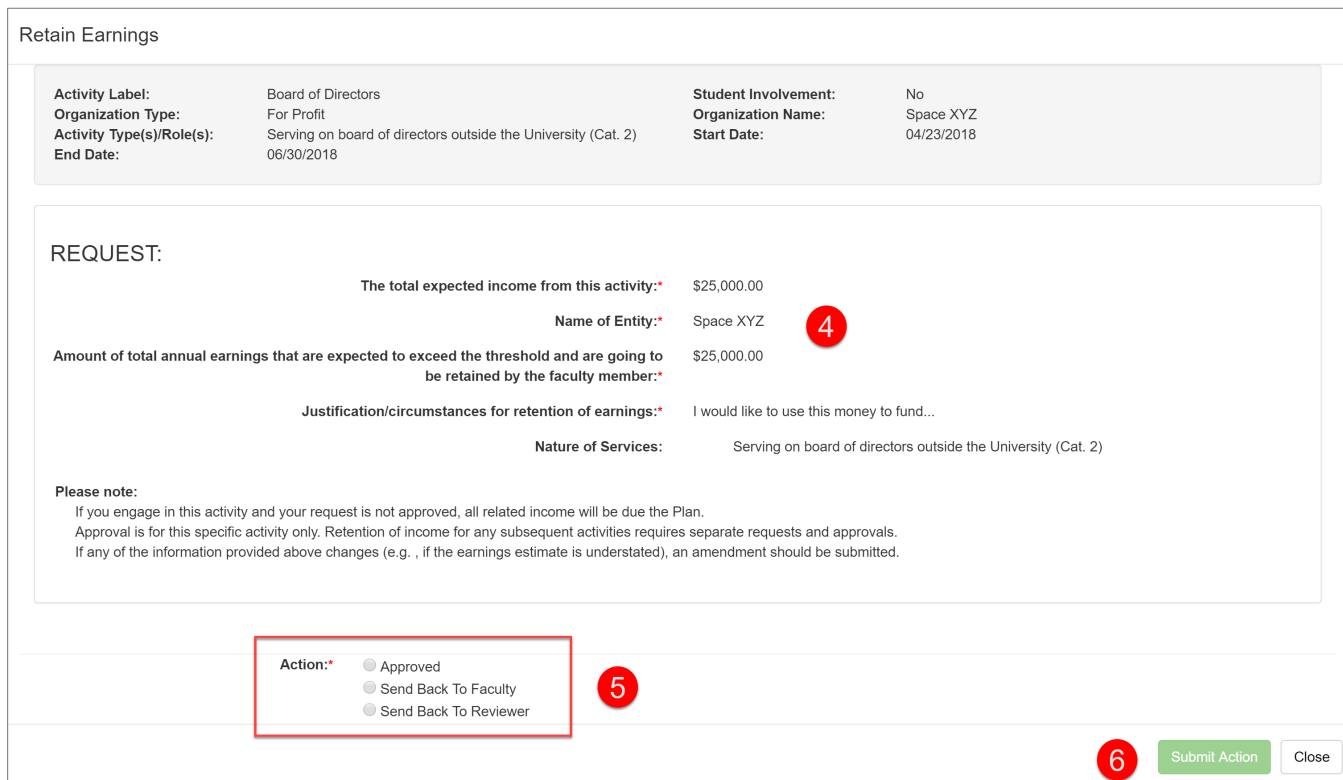 Retain Earnings
Activity Label: Board of Directors Student Involvement: No
Organization Type: For Profit Organization Name: Space XYZ
Activity Type(s)/Role(s): Serving on board of directors outside the University (Cat. 2) Start Date: 04/23/2018
End Date: 06/30/2018
REQUEST:
The total expected income from this activity:* $25,000.00
Name of Entity:* Space XYZ 4
Amount of total annual earnings that are expected to exceed the threshold and are going to $25,000.00
be retained by the faculty member:*
Justification/circumstances for retention of earnings:* I would like to use this money to fund...
Nature of Services: Serving on board of directors outside the University (Cat. 2)
Please note:
If you engage in this activity and your request is not approved, all related income will be due the Plan.
Approval is for this specific activity only. Retention of income for any subsequent activities requires separate requests and approvals.
If any of the information provided above changes (e.g. , if the earnings estimate is understated), an amendment should be submitted.
Action:* Approved
Send Back To Faculty 5
Send Back To Reviewer
6 Submit Action Close